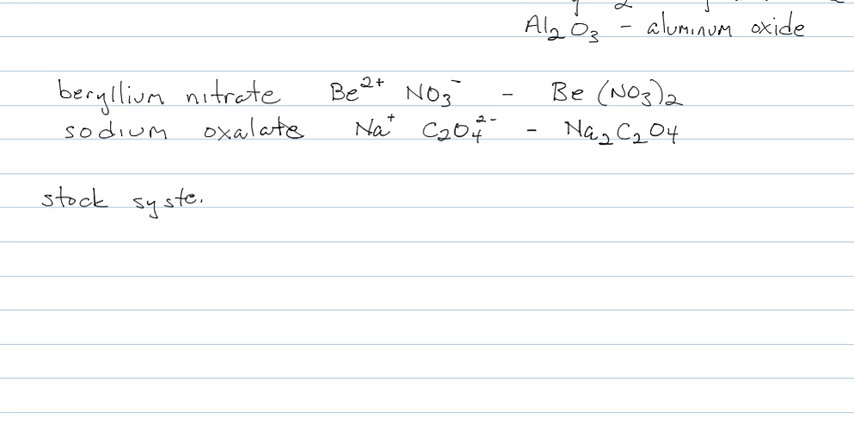 Al₂O₃ - aluminum oxide
beryllium nitrate Be²⁺ NO₃⁻ - Be(NO₃)₂
sodium oxalate Na⁺ C₂O₄²⁻ - Na₂C₂O₄
stock syste.